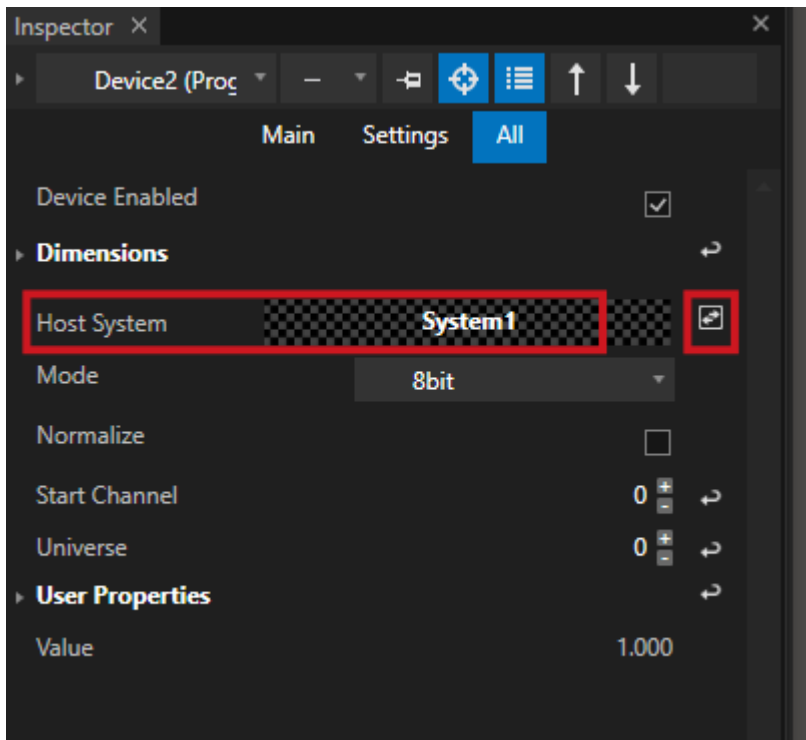 Inspector
Device2 (Prog
Main Settings All
Device Enabled
Dimensions
Host System System1
Mode 8bit
Normalize
Start Channel 0
Universe 0
User Properties
Value 1.000